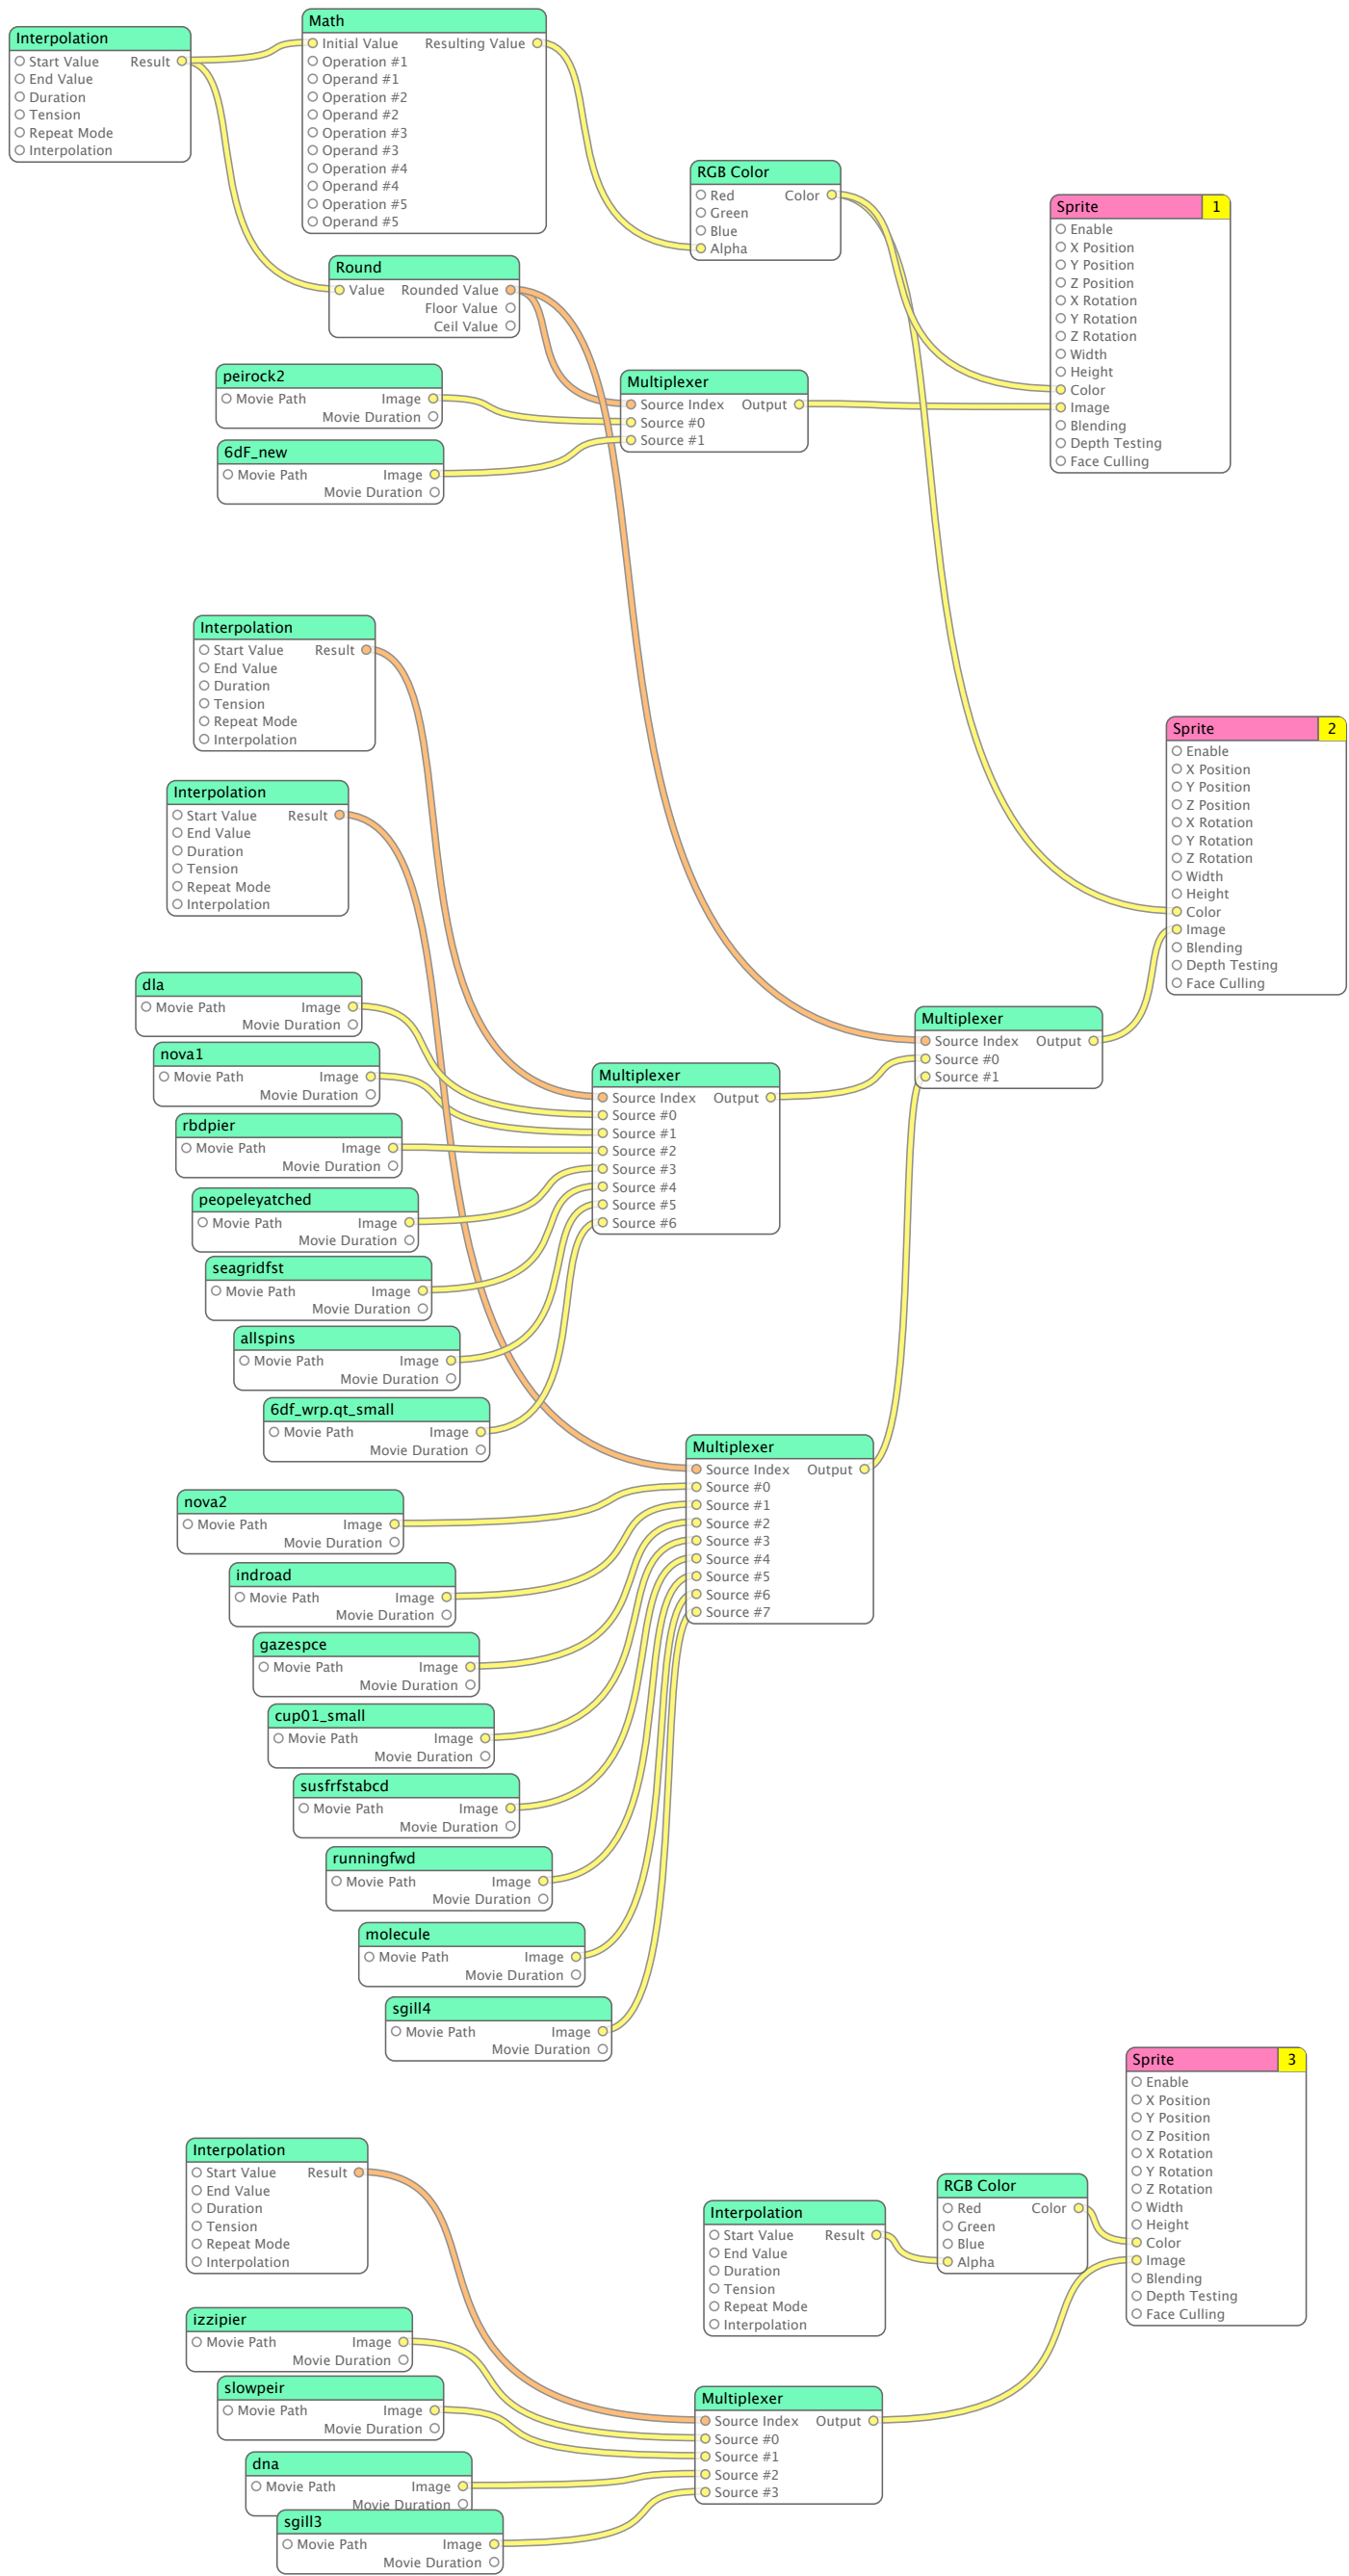 Interpolation
Start Value Result
End Value
Duration
Tension
Repeat Mode
Interpolation
Math
Initial Value Resulting Value
Operation #1
Operand #1
Operation #2
Operand #2
Operation #3
Operand #3
Operation #4
Operand #4
Operation #5
Operand #5
RGB Color
Red Color
Green
Blue
Alpha
Sprite 1
Enable
X Position
Y Position
Z Position
X Rotation
Y Rotation
Z Rotation
Width
Height
Color
Image
Blending
Depth Testing
Face Culling
Round
Value Rounded Value
Floor Value
Ceil Value
peirock2
Movie Path Image
Movie Duration
6dF_new
Movie Path Image
Movie Duration
Multiplexer
Source Index Output
Source #0
Source #1
Interpolation
Start Value Result
End Value
Duration
Tension
Repeat Mode
Interpolation
Interpolation
Start Value Result
End Value
Duration
Tension
Repeat Mode
Interpolation
Sprite 2
Enable
X Position
Y Position
Z Position
X Rotation
Y Rotation
Z Rotation
Width
Height
Color
Image
Blending
Depth Testing
Face Culling
dla
Movie Path Image
Movie Duration
nova1
Movie Path Image
Movie Duration
rbdpier
Movie Path Image
Movie Duration
peopeleyatched
Movie Path Image
Movie Duration
seagridfst
Movie Path Image
Movie Duration
allspins
Movie Path Image
Movie Duration
6df_wrp.qt_small
Movie Path Image
Movie Duration
Multiplexer
Source Index Output
Source #0
Source #1
Source #2
Source #3
Source #4
Source #5
Source #6
Multiplexer
Source Index Output
Source #0
Source #1
nova2
Movie Path Image
Movie Duration
indroad
Movie Path Image
Movie Duration
gazespce
Movie Path Image
Movie Duration
cup01_small
Movie Path Image
Movie Duration
susfrfstabcd
Movie Path Image
Movie Duration
runningfwd
Movie Path Image
Movie Duration
molecule
Movie Path Image
Movie Duration
sgill4
Movie Path Image
Movie Duration
Multiplexer
Source Index Output
Source #0
Source #1
Source #2
Source #3
Source #4
Source #5
Source #6
Source #7
Sprite 3
Enable
X Position
Y Position
Z Position
X Rotation
Y Rotation
Z Rotation
Width
Height
Color
Image
Blending
Depth Testing
Face Culling
Interpolation
Start Value Result
End Value
Duration
Tension
Repeat Mode
Interpolation
Interpolation
Start Value Result
End Value
Duration
Tension
Repeat Mode
Interpolation
RGB Color
Red Color
Green
Blue
Alpha
izzipier
Movie Path Image
Movie Duration
slowpeir
Movie Path Image
Movie Duration
dna
Movie Path Image
Movie Duration
sgill3
Movie Path Image
Movie Duration
Multiplexer
Source Index Output
Source #0
Source #1
Source #2
Source #3